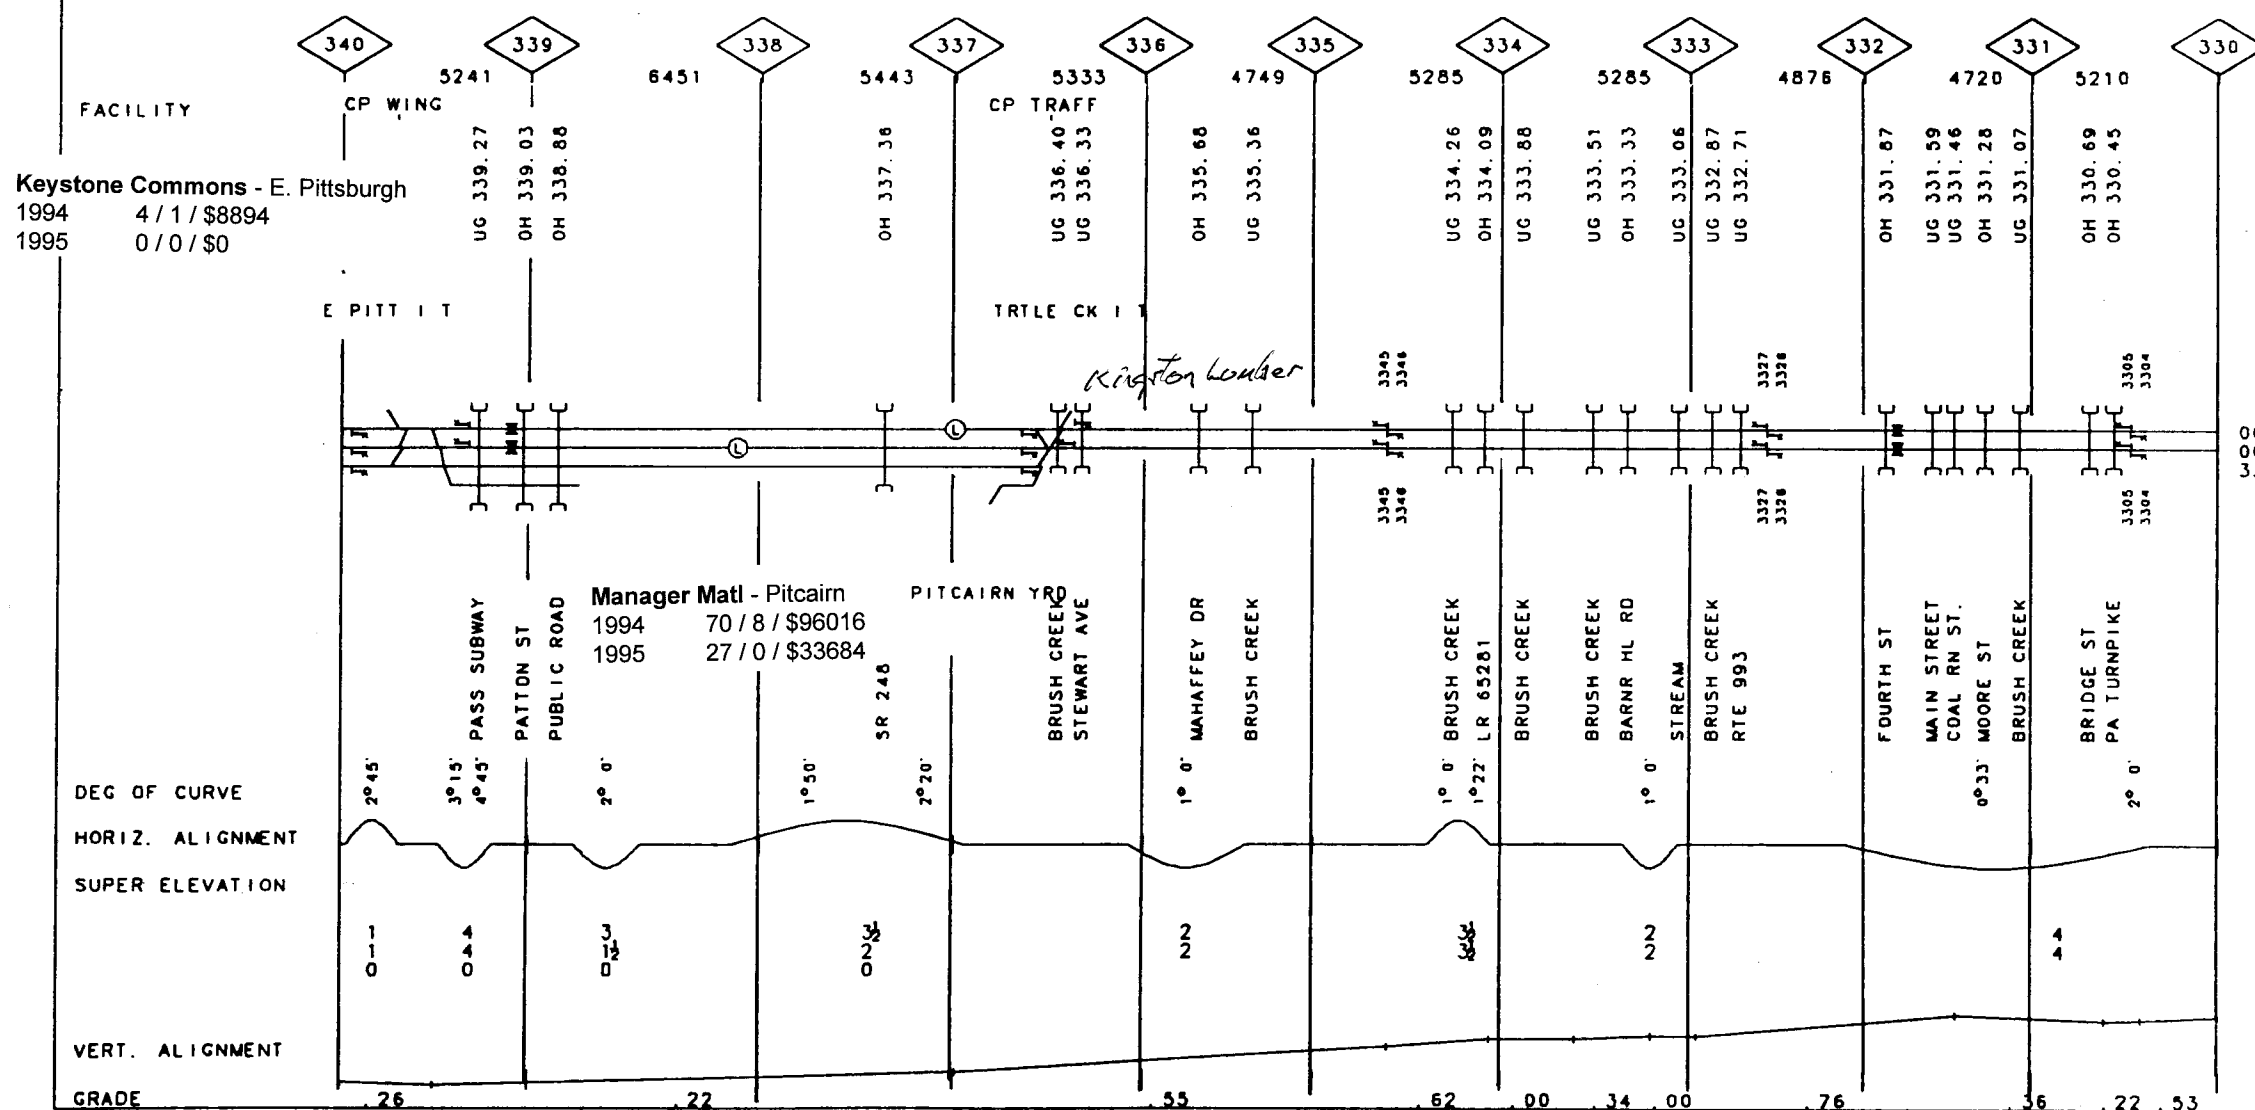 340 339 338 337 336 335 334 333 332 331 330
5241 6451 5443 5333 4749 5285 5285 4876 4720 5210
FACILITY CP WING CP TRAFF
UG 339.27
OH 339.03
OH 338.88
OH 337.38
UG 336.40
UG 336.33
OH 335.68
UG 335.36
UG 334.26
OH 334.09
UG 333.88
UG 333.51
OH 333.33
UG 333.06
UG 332.87
UG 332.71
OH 331.87
UG 331.59
UG 331.46
OH 331.28
UG 331.07
OH 330.69
OH 330.45
Keystone Commons - E. Pittsburgh
1994 4 / 1 / $8894
1995 0 / 0 / $0
E PITT I T TRTLE CK I T
Kingston Lumber
3345
3346
3327
3326
3305
3304
L
L
3345
3346
3327
3326
3305
3304
Manager Matl - Pitcairn
1994 70 / 8 / $96016
1995 27 / 0 / $33684
PITCAIRN YRD
PASS SUBWAY
PATTON ST
PUBLIC ROAD
SR 248
BRUSH CREEK
STEWART AVE
MAHAFFEY DR
BRUSH CREEK
BRUSH CREEK
LR 65281
BRUSH CREEK
BRUSH CREEK
BARNR HL RD
STREAM
BRUSH CREEK
RTE 993
FOURTH ST
MAIN STREET
COAL RN ST.
MOORE ST
BRUSH CREEK
BRIDGE ST
PA TURNPIKE
DEG OF CURVE 2°45' 3°15' 4°45' 2° 0' 1°50' 2°20' 1° 0' 1° 0' 1°22' 1° 0' 0°33' 2° 0'
HORIZ. ALIGNMENT
SUPER ELEVATION
1 4 3 3½ 2 3½ 2 4
1 4 1½ 2 2 3½ 2 4
0 0 0 0
VERT. ALIGNMENT
GRADE .26 .22 .55 .62 .00 .34 .00 .76 .36 .22 .53